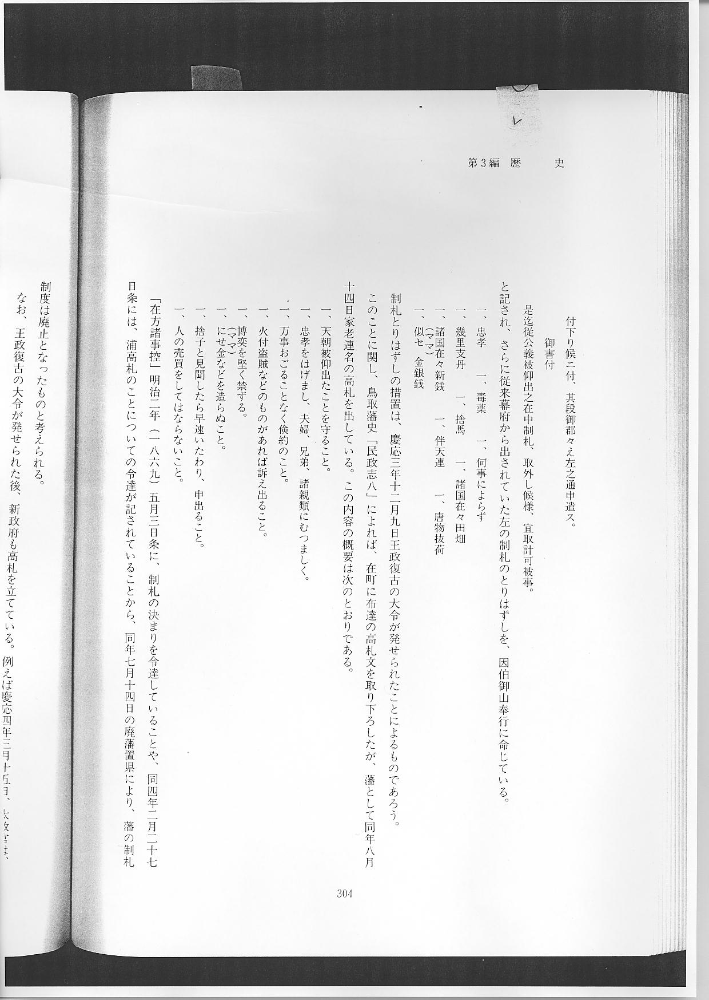 第3編 歴 史
付下り候ニ付、其段御郡々え左之通申遣ス。
御書付
是迄従公義被仰出之在中制札、取外し候様、宜取計可被事。
と記され、さらに従来幕府から出されていた左の制札のとりはずしを、因伯御山奉行に命じている。
一、忠孝 一、毒薬 一、何事によらず
一、幾里支丹 一、捨馬 一、諸国在々田畑
一、諸国在々新銭 一、伴天連 一、唐物抜荷
(ママ)
一、似セ 金銀銭
制札とりはずしの措置は、慶応三年十二月九日王政復古の大令が発せられたことによるものであろう。
このことに関し、鳥取藩史「民政志八」によれば、在町に布達の高札文を取り下ろしたが、藩として同年八月
十四日家老連名の高札を出している。この内容の概要は次のとおりである。
一、天朝被仰出たことを守ること。
一、忠孝をはげまし、夫婦、兄弟、諸親類にむつましく。
一、万事おごることなく倹約のこと。
一、火付盗賊などのものがあれば訴え出ること。
一、博奕を堅く禁ずる。
(ママ)
一、にせ金などを造らぬこと。
一、捨子と見聞したら早速いたわり、申出ること。
一、人の売買をしてはならないこと。
「在方諸事控」明治二年（一八六九）五月三日条に、制札の決まりを令達していることや、同四年二月二十七
日条には、浦高札のことについての令達が記されていることから、同年七月十四日の廃藩置県により、藩の制札
304
制度は廃止となったものと考えられる。
なお、王政復古の大令が発せられた後、新政府も高札を立てている。例えば慶応四年三月十五日、太政官は、